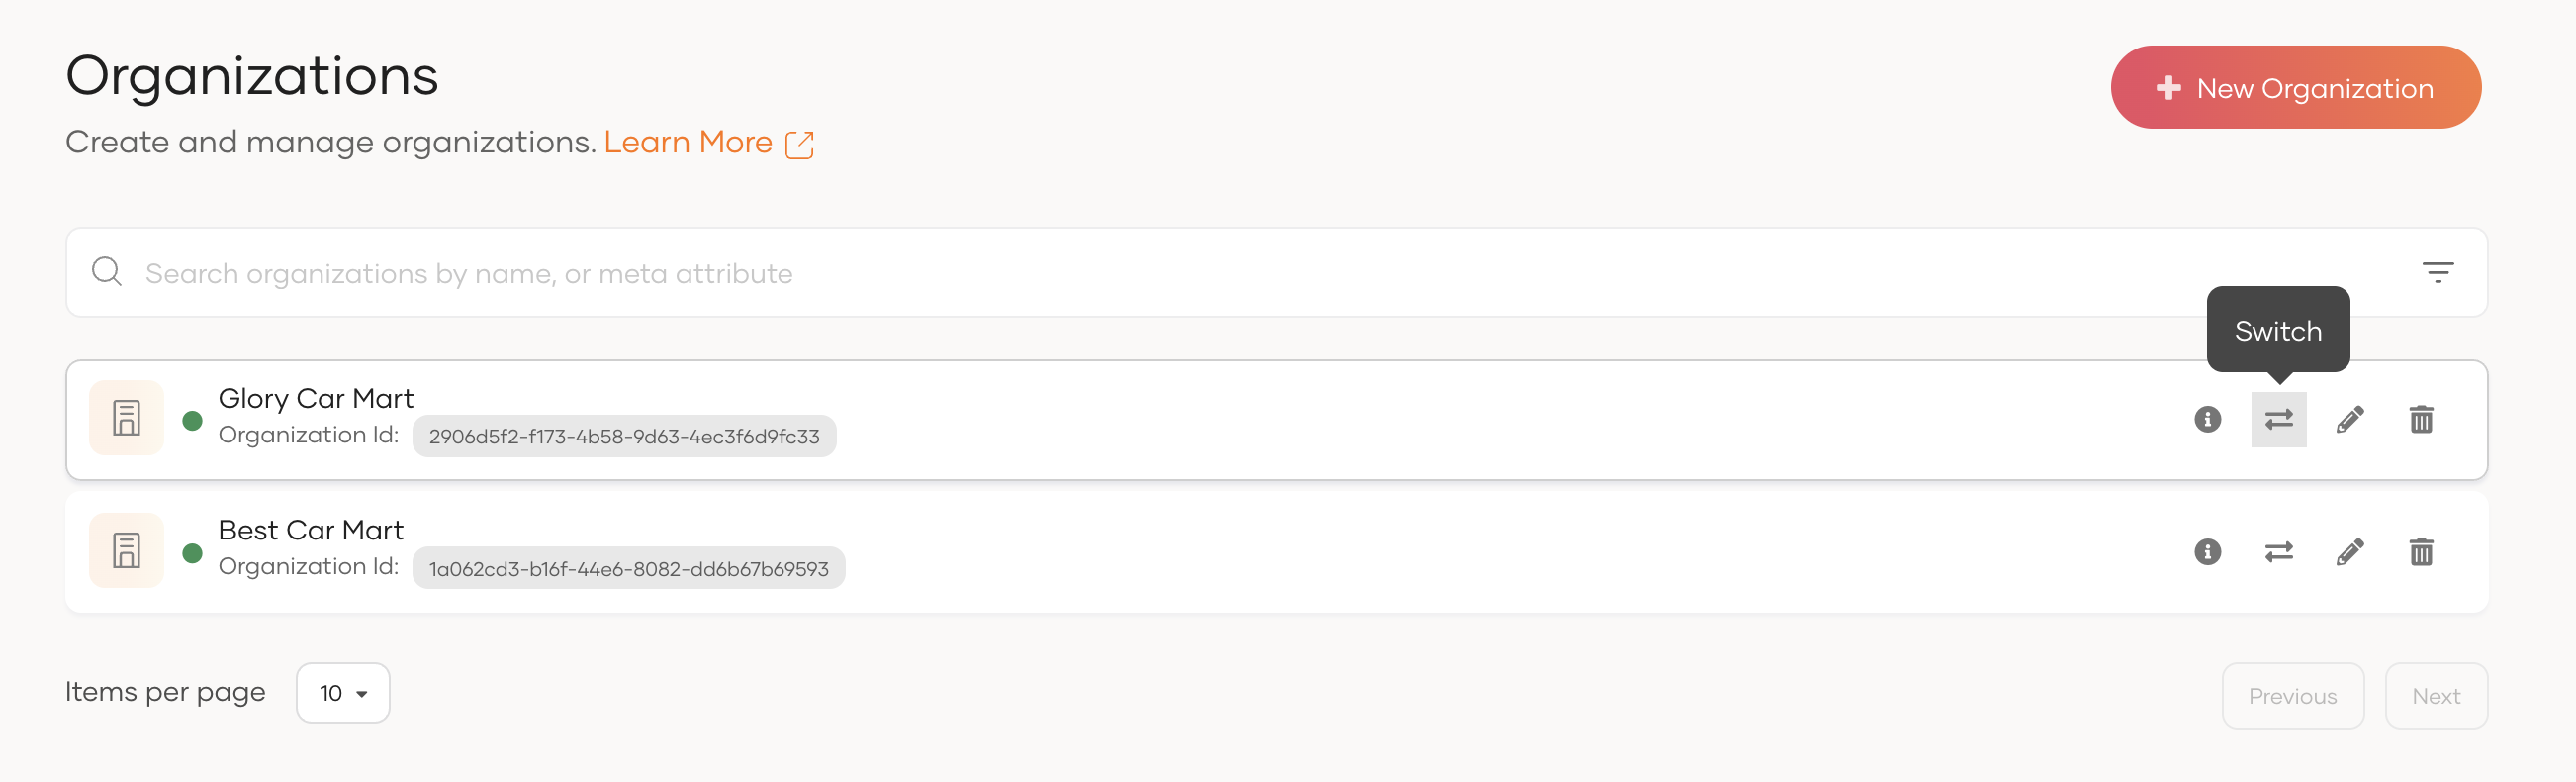 Organizations
New Organization
Create and manage organizations. Learn More
Search organizations by name, or meta attribute
Switch
Glory Car Mart
Organization Id: 2906d5f2-f173-4b58-9d63-4ec3f6d9fc33
Best Car Mart
Organization Id: 1a062cd3-b16f-44e6-8082-dd6b67b69593
Items per page 10
Previous
Next